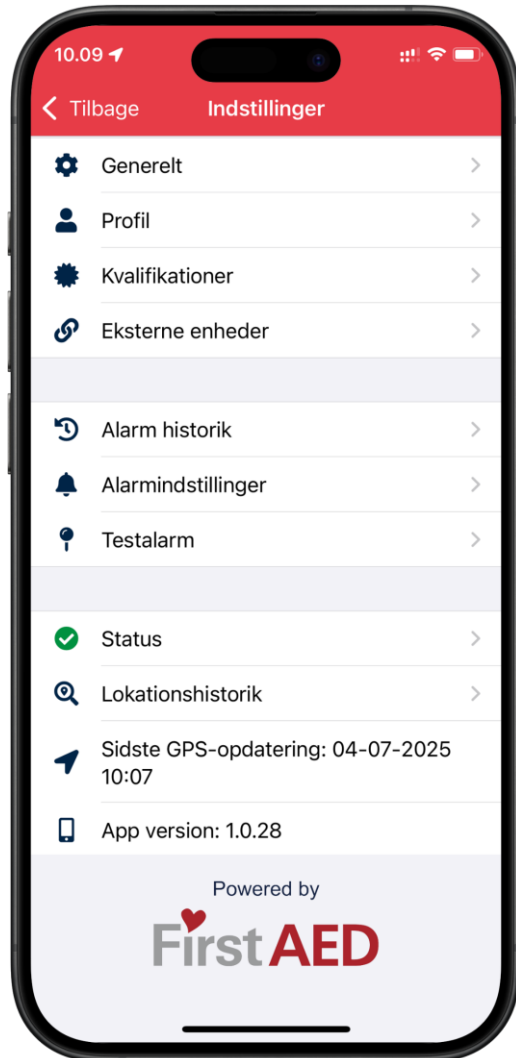 10.09
Tilbage
Indstillinger
Generelt
Profil
Kvalifikationer
Eksterne enheder
Alarm historik
Alarmindstillinger
Testalarm
Status
Lokationshistorik
Sidste GPS-opdatering: 04-07-2025
10:07
App version: 1.0.28
Powered by
First AED